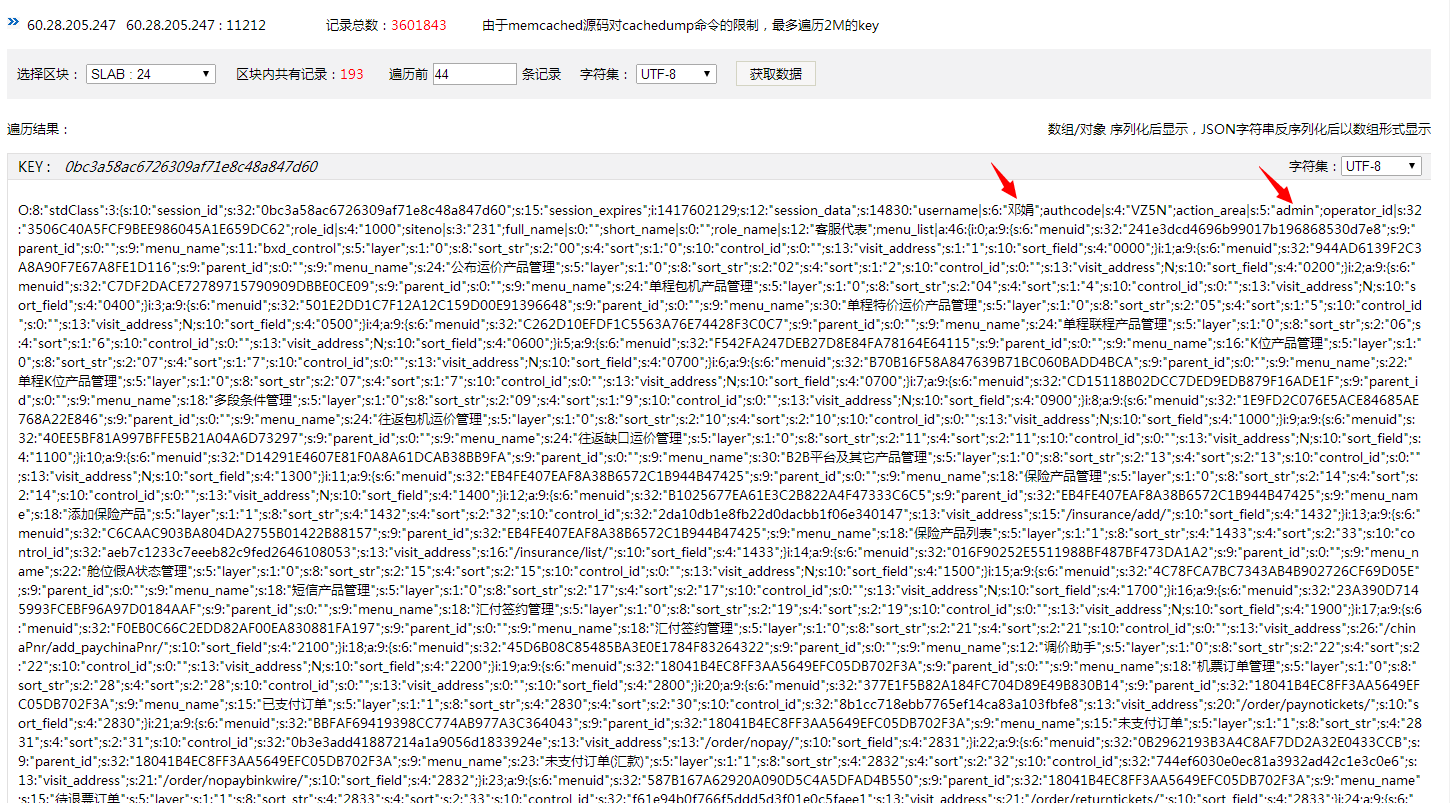 60.28.205.247 60.28.205.247 : 11212 记录总数：3601843 由于memcached源码对cachedump命令的限制，最多遍历2M的key
选择区块： SLAB : 24 区块内共有记录：193 遍历前 44 条记录 字符集： UTF-8 获取数据
遍历结果： 数组/对象 序列化后显示，JSON字符串反序列化后以数组形式显示
KEY： 0bc3a58ac6726309af71e8c48a847d60 字符集： UTF-8
O:8:"stdClass":3:{s:10:"session_id";s:32:"0bc3a58ac6726309af71e8c48a847d60";s:15:"session_expires";i:1417602129;s:12:"session_data";s:14830:"username|s:6:"邓娟";authcode|s:4:"VZ5N";action_area|s:5:"admin";operator_id|s:32
:"3506C40A5FCF9BEE986045A1E659DC62";role_id|s:4:"1000";siteno|s:3:"231";full_name|s:0:"";short_name|s:0:"";role_name|s:12:"客服代表";menu_list|a:46:{i:0;a:9:{s:6:"menuid";s:32:"241e3dcd4696b99017b196868530d7e8";s:9:"
parent_id";s:0:"";s:9:"menu_name";s:11:"bxd_control";s:5:"layer";s:1:"0";s:8:"sort_str";s:2:"00";s:4:"sort";s:1:"0";s:10:"control_id";s:0:"";s:13:"visit_address";s:1:"1";s:10:"sort_field";s:4:"0000";}i:1;a:9:{s:6:"menuid";s:32:"944AD6139F2C3
A8A90F7E67A8FE1D116";s:9:"parent_id";s:0:"";s:9:"menu_name";s:24:"公布运价产品管理";s:5:"layer";s:1:"0";s:8:"sort_str";s:2:"02";s:4:"sort";s:1:"2";s:10:"control_id";s:0:"";s:13:"visit_address";N;s:10:"sort_field";s:4:"0200";}i:2;a:9:{s:6:"
menuid";s:32:"C7DF2DACE72789715790909DBBE0CE09";s:9:"parent_id";s:0:"";s:9:"menu_name";s:24:"单程包机产品管理";s:5:"layer";s:1:"0";s:8:"sort_str";s:2:"04";s:4:"sort";s:1:"4";s:10:"control_id";s:0:"";s:13:"visit_address";N;s:10:"s
ort_field";s:4:"0400";}i:3;a:9:{s:6:"menuid";s:32:"501E2DD1C7F12A12C159D00E91396648";s:9:"parent_id";s:0:"";s:9:"menu_name";s:30:"单程特价运价产品管理";s:5:"layer";s:1:"0";s:8:"sort_str";s:2:"05";s:4:"sort";s:1:"5";s:10:"control_id
";s:0:"";s:13:"visit_address";N;s:10:"sort_field";s:4:"0500";}i:4;a:9:{s:6:"menuid";s:32:"C262D10EFDF1C5563A76E74428F3C0C7";s:9:"parent_id";s:0:"";s:9:"menu_name";s:24:"单程联程产品管理";s:5:"layer";s:1:"0";s:8:"sort_str";s:2:"06";
s:4:"sort";s:1:"6";s:10:"control_id";s:0:"";s:13:"visit_address";N;s:10:"sort_field";s:4:"0600";}i:5;a:9:{s:6:"menuid";s:32:"F542FA247DEB27D8E84FA78164E64115";s:9:"parent_id";s:0:"";s:9:"menu_name";s:16:"K位产品管理";s:5:"layer";s:1:"
0";s:8:"sort_str";s:2:"07";s:4:"sort";s:1:"7";s:10:"control_id";s:0:"";s:13:"visit_address";N;s:10:"sort_field";s:4:"0700";}i:6;a:9:{s:6:"menuid";s:32:"B70B16F58A847639B71BC060BADD4BCA";s:9:"parent_id";s:0:"";s:9:"menu_name";s:22:"
单程K位产品管理";s:5:"layer";s:1:"0";s:8:"sort_str";s:2:"07";s:4:"sort";s:1:"7";s:10:"control_id";s:0:"";s:13:"visit_address";N;s:10:"sort_field";s:4:"0700";}i:7;a:9:{s:6:"menuid";s:32:"CD15118B02DCC7DED9EDB879F16ADE1F";s:9:"parent_i
d";s:0:"";s:9:"menu_name";s:18:"多段条件管理";s:5:"layer";s:1:"0";s:8:"sort_str";s:2:"09";s:4:"sort";s:1:"9";s:10:"control_id";s:0:"";s:13:"visit_address";N;s:10:"sort_field";s:4:"0900";}i:8;a:9:{s:6:"menuid";s:32:"1E9FD2C076E5ACE84685AE
768A22E846";s:9:"parent_id";s:0:"";s:9:"menu_name";s:24:"往返包机运价管理";s:5:"layer";s:1:"0";s:8:"sort_str";s:2:"10";s:4:"sort";s:2:"10";s:10:"control_id";s:0:"";s:13:"visit_address";N;s:10:"sort_field";s:4:"1000";}i:9;a:9:{s:6:"menuid";s:
32:"40EE5BF81A997BFFE5B21A04A6D73297";s:9:"parent_id";s:0:"";s:9:"menu_name";s:24:"往返缺口运价管理";s:5:"layer";s:1:"0";s:8:"sort_str";s:2:"11";s:4:"sort";s:2:"11";s:10:"control_id";s:0:"";s:13:"visit_address";N;s:10:"sort_field";s:
4:"1100";}i:10;a:9:{s:6:"menuid";s:32:"D14291E4607E81F0A8A61DCAB38BB9FA";s:9:"parent_id";s:0:"";s:9:"menu_name";s:30:"B2B平台及其它产品管理";s:5:"layer";s:1:"0";s:8:"sort_str";s:2:"13";s:4:"sort";s:2:"13";s:10:"control_id";s:0:""
;s:13:"visit_address";N;s:10:"sort_field";s:4:"1300";}i:11;a:9:{s:6:"menuid";s:32:"EB4FE407EAF8A38B6572C1B944B47425";s:9:"parent_id";s:0:"";s:9:"menu_name";s:18:"保险产品管理";s:5:"layer";s:1:"0";s:8:"sort_str";s:2:"14";s:4:"sort";s:
2:"14";s:10:"control_id";s:0:"";s:13:"visit_address";N;s:10:"sort_field";s:4:"1400";}i:12;a:9:{s:6:"menuid";s:32:"B1025677EA61E3C2B822A4F47333C6C5";s:9:"parent_id";s:32:"EB4FE407EAF8A38B6572C1B944B47425";s:9:"menu_nam
e";s:18:"添加保险产品";s:5:"layer";s:1:"1";s:8:"sort_str";s:4:"1432";s:4:"sort";s:2:"32";s:10:"control_id";s:32:"2da10db1e8fb22d0dacbb1f06e340147";s:13:"visit_address";s:15:"/insurance/add/";s:10:"sort_field";s:4:"1432";}i:13;a:9:{s:6:"
menuid";s:32:"C6CAAC903BA804DA2755B01422B88157";s:9:"parent_id";s:32:"EB4FE407EAF8A38B6572C1B944B47425";s:9:"menu_name";s:18:"保险产品列表";s:5:"layer";s:1:"1";s:8:"sort_str";s:4:"1433";s:4:"sort";s:2:"33";s:10:"co
ntrol_id";s:32:"aeb7c1233c7eeeb82c9fed2646108053";s:13:"visit_address";s:16:"/insurance/list/";s:10:"sort_field";s:4:"1433";}i:14;a:9:{s:6:"menuid";s:32:"016F90252E5511988BF487BF473DA1A2";s:9:"parent_id";s:0:"";s:9:"menu_na
me";s:22:"舱位假A状态管理";s:5:"layer";s:1:"0";s:8:"sort_str";s:2:"15";s:4:"sort";s:2:"15";s:10:"control_id";s:0:"";s:13:"visit_address";N;s:10:"sort_field";s:4:"1500";}i:15;a:9:{s:6:"menuid";s:32:"4C78FCA7BC7343AB4B902726CF69D05E"
;s:9:"parent_id";s:0:"";s:9:"menu_name";s:18:"短信产品管理";s:5:"layer";s:1:"0";s:8:"sort_str";s:2:"17";s:4:"sort";s:2:"17";s:10:"control_id";s:0:"";s:13:"visit_address";N;s:10:"sort_field";s:4:"1700";}i:16;a:9:{s:6:"menuid";s:32:"23A390D714
5993FCEBF96A97D0184AAF";s:9:"parent_id";s:0:"";s:9:"menu_name";s:18:"汇付签约管理";s:5:"layer";s:1:"0";s:8:"sort_str";s:2:"19";s:4:"sort";s:2:"19";s:10:"control_id";s:0:"";s:13:"visit_address";N;s:10:"sort_field";s:4:"1900";}i:17;a:9:{s:6
:"menuid";s:32:"F0EB0C66C2EDD82AF00EA830881FA197";s:9:"parent_id";s:0:"";s:9:"menu_name";s:18:"汇付签约管理";s:5:"layer";s:1:"0";s:8:"sort_str";s:2:"21";s:4:"sort";s:2:"21";s:10:"control_id";s:0:"";s:13:"visit_address";s:26:"/chin
aPnr/add_paychinaPnr/";s:10:"sort_field";s:4:"2100";}i:18;a:9:{s:6:"menuid";s:32:"45D6B08C85485BA3E0E1784F83264322";s:9:"parent_id";s:0:"";s:9:"menu_name";s:12:"调价助手";s:5:"layer";s:1:"0";s:8:"sort_str";s:2:"22";s:4:"sort";s:2
:"22";s:10:"control_id";s:0:"";s:13:"visit_address";N;s:10:"sort_field";s:4:"2200";}i:19;a:9:{s:6:"menuid";s:32:"18041B4EC8FF3AA5649EFC05DB702F3A";s:9:"parent_id";s:0:"";s:9:"menu_name";s:18:"机票订单管理";s:5:"layer";s:1:"0";s:8:"
sort_str";s:2:"28";s:4:"sort";s:2:"28";s:10:"control_id";s:0:"";s:13:"visit_address";s:0:"";s:10:"sort_field";s:4:"2800";}i:20;a:9:{s:6:"menuid";s:32:"377E1F5B82A184FC704D89E49B830B14";s:9:"parent_id";s:32:"18041B4EC8FF3AA5649EF
C05DB702F3A";s:9:"menu_name";s:15:"已支付订单";s:5:"layer";s:1:"1";s:8:"sort_str";s:4:"2830";s:4:"sort";s:2:"30";s:10:"control_id";s:32:"8b1cc718ebb7765ef14ca83a103fbfe8";s:13:"visit_address";s:20:"/order/paynotickets/";s:10:"s
ort_field";s:4:"2830";}i:21;a:9:{s:6:"menuid";s:32:"BBFAF69419398CC774AB977A3C364043";s:9:"parent_id";s:32:"18041B4EC8FF3AA5649EFC05DB702F3A";s:9:"menu_name";s:15:"未支付订单";s:5:"layer";s:1:"1";s:8:"sort_str";s:4:"28
31";s:4:"sort";s:2:"31";s:10:"control_id";s:32:"0b3e3add41887214a1a9056d1833924e";s:13:"visit_address";s:13:"/order/nopay/";s:10:"sort_field";s:4:"2831";}i:22;a:9:{s:6:"menuid";s:32:"0B2962193B3A4C8AF7DD2A32E0433CCB";s:
9:"parent_id";s:32:"18041B4EC8FF3AA5649EFC05DB702F3A";s:9:"menu_name";s:23:"未支付订单(汇款)";s:5:"layer";s:1:"1";s:8:"sort_str";s:4:"2832";s:4:"sort";s:2:"32";s:10:"control_id";s:32:"744ef6030e0ec81a3932ad42c1e3c0e6";s:
13:"visit_address";s:21:"/order/nopaybinkwire/";s:10:"sort_field";s:4:"2832";}i:23;a:9:{s:6:"menuid";s:32:"587B167A62920A090D5C4A5DFAD4B550";s:9:"parent_id";s:32:"18041B4EC8FF3AA5649EFC05DB702F3A";s:9:"menu_name"
;s:15:"待退票订单";s:5:"layer";s:1:"1";s:8:"sort_str";s:4:"2833";s:4:"sort";s:2:"33";s:10:"control_id";s:32:"f61e94b0f766f5ddd5d3f01e0c5faee1";s:13:"visit_address";s:21:"/order/returntickets/";s:10:"sort_field";s:4:"2833";}i:24;a:9:{s:6:"